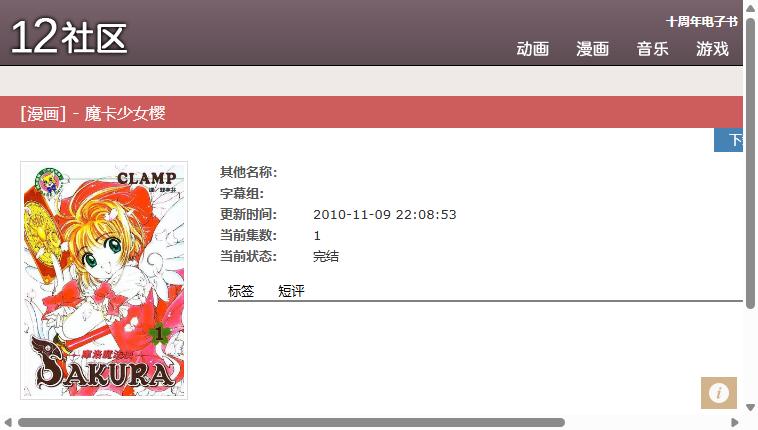 12社区
十周年电子书
动画 漫画 音乐 游戏
[漫画] - 魔卡少女樱
下
其他名称:
字幕组:
更新时间: 2010-11-09 22:08:53
当前集数: 1
当前状态: 完结
标签 短评
CLAMP
1
SAKURA
i